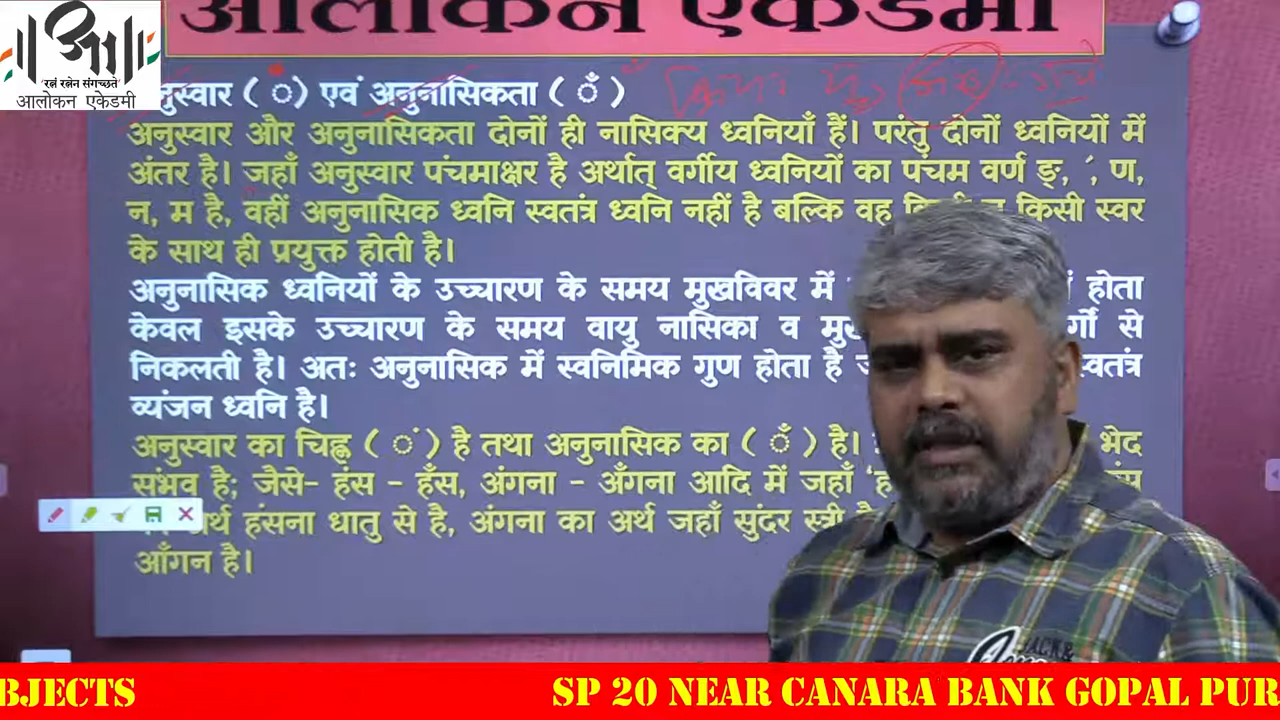 आलोकन एकेडमी
'रत्नं रत्नेन संगच्छते'
आलोकन एकेडमी
नुस्वार ( ं ) एवं अनुनासिकता ( ँ )
अनुस्वार और अनुनासिकता दोनों ही नासिक्य ध्वनियाँ हैं। परंतु दोनों ध्वनियों में
अंतर है। जहाँ अनुस्वार पंचमाक्षर है अर्थात् वर्गीय ध्वनियों का पंचम वर्ण ङ्, ', ण,
न, म है, वहीं अनुनासिक ध्वनि स्वतंत्र ध्वनि नहीं है बल्कि वह किसी स्वर
के साथ ही प्रयुक्त होती है।
अनुनासिक ध्वनियों के उच्चारण के समय मुखविवर में होता
केवल इसके उच्चारण के समय वायु नासिका व र्गो से
निकलती है। अतः अनुनासिक में स्वनिमिक गुण होता है स्वतंत्र
व्यंजन ध्वनि है।
अनुस्वार का चिह्न ( ं ) है तथा अनुनासिक का ( ँ ) है। भेद
संभव है; जैसे- हंस - हँस, अंगना - अँगना आदि में जहाँ
अर्थ हंसना धातु से है, अंगना का अर्थ जहाँ सुंदर स्त्री
आँगन है।
BJECTS SP 20 NEAR CANARA BANK GOPAL PUR